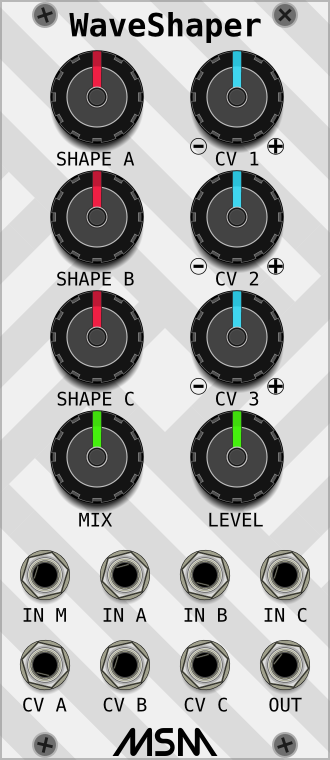 WaveShaper
SHAPE A
− CV 1 +
SHAPE B
− CV 2 +
SHAPE C
− CV 3 +
MIX LEVEL
IN M IN A IN B IN C
CV A CV B CV C OUT
MSM